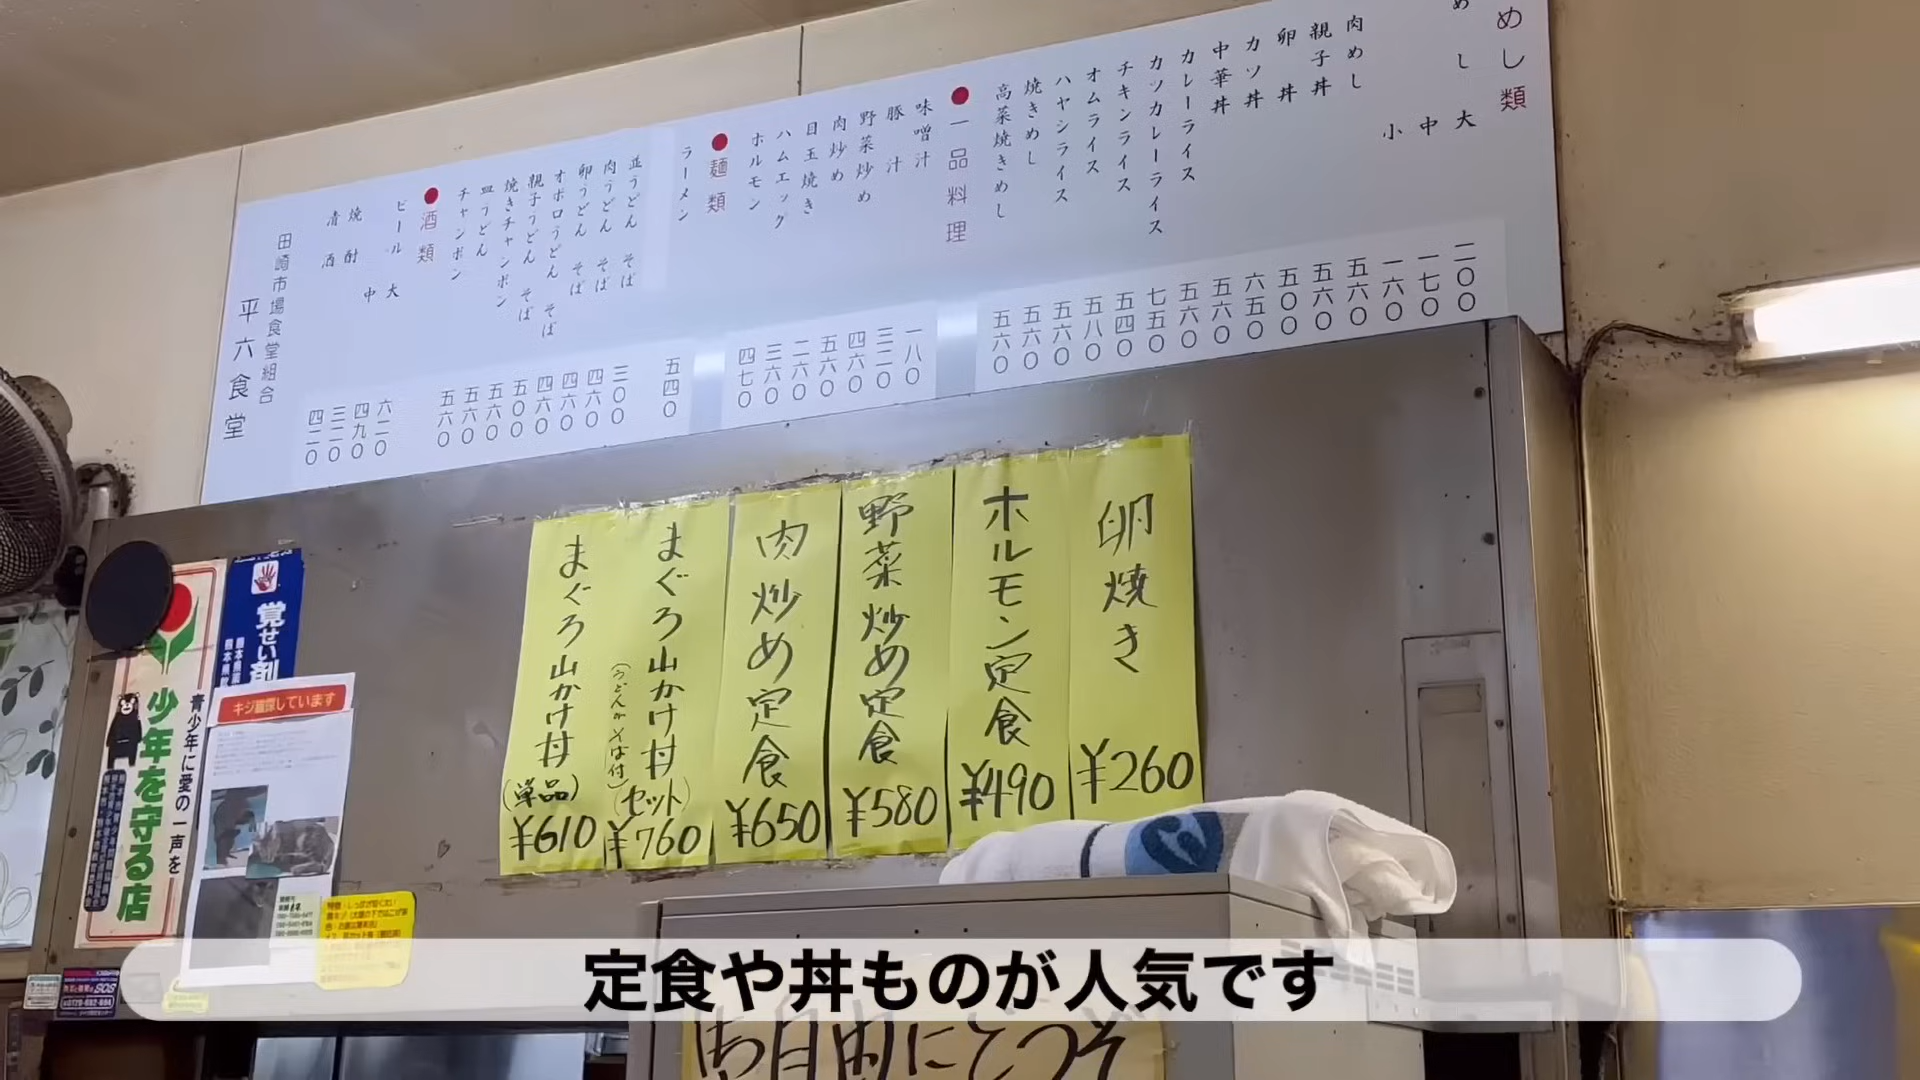 めし類
めし 大
中
小
肉めし
親子丼
卵丼
カツ丼
中華丼
カレーライス
カツカレーライス
チキンライス
オムライス
ハヤシライス
焼きめし
高菜焼きめし
二〇〇
一七〇
一六〇
五六〇
五六〇
五〇〇
六五〇
五六〇
五六〇
七五〇
五四〇
五八〇
五六〇
五六〇
五六〇
●一品料理
味噌汁
豚汁
野菜炒め
肉炒め
目玉焼き
ハムエッグ
ホルモン
一八〇
三二〇
四六〇
五六〇
二六〇
三六〇
四七〇
●麺類
ラーメン
並うどん そば
肉うどん そば
卵うどん そば
オボロうどん そば
親子うどん そば
焼きチャンポン
皿うどん
チャンポン
五四〇
三〇〇
四六〇
四六〇
四六〇
五〇〇
五六〇
五六〇
五六〇
●酒類
ビール 大
中
焼酎
清酒
六二〇
四九〇
三二〇
四二〇
田崎市場食堂組合
平六食堂
卵焼き ¥260
ホルモン定食 ¥490
野菜炒め定食 ¥580
肉炒め定食 ¥650
まぐろ山かけ丼(セット) ¥760
(うどんかそば付)
まぐろ山かけ丼(単品) ¥610
覚せい剤
青少年に愛の一声を
少年を守る店
キジ猫探しています
定食や丼ものが人気です